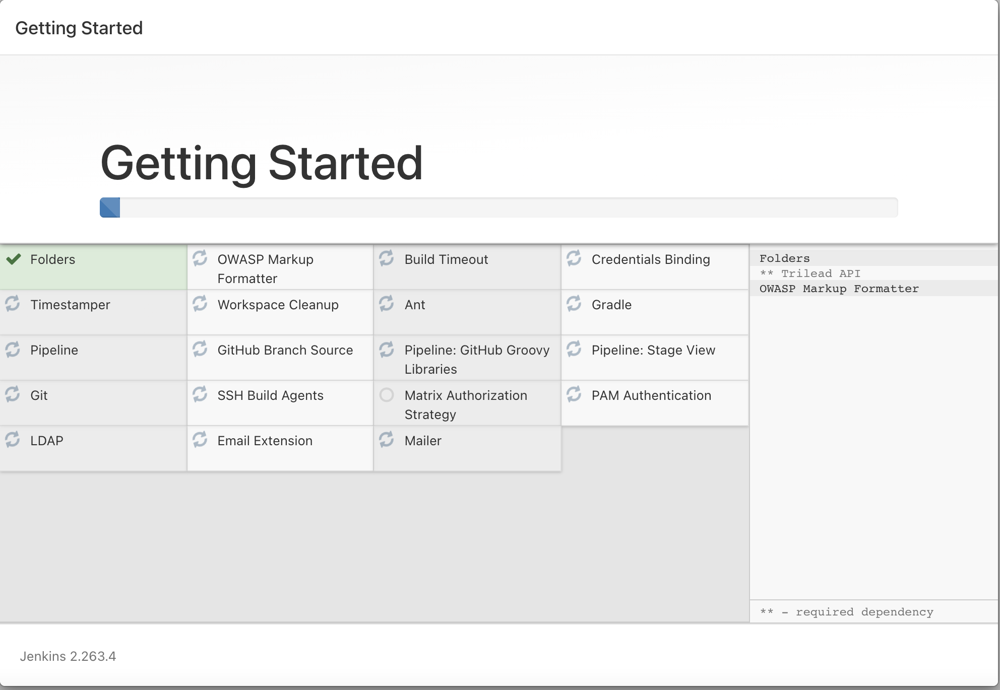 Getting Started
Getting Started
Folders
OWASP Markup
Formatter
Build Timeout
Credentials Binding
Timestamper
Workspace Cleanup
Ant
Gradle
Pipeline
GitHub Branch Source
Pipeline: GitHub Groovy
Libraries
Pipeline: Stage View
Git
SSH Build Agents
Matrix Authorization
Strategy
PAM Authentication
LDAP
Email Extension
Mailer
Folders
** Trilead API
OWASP Markup Formatter
** - required dependency
Jenkins 2.263.4